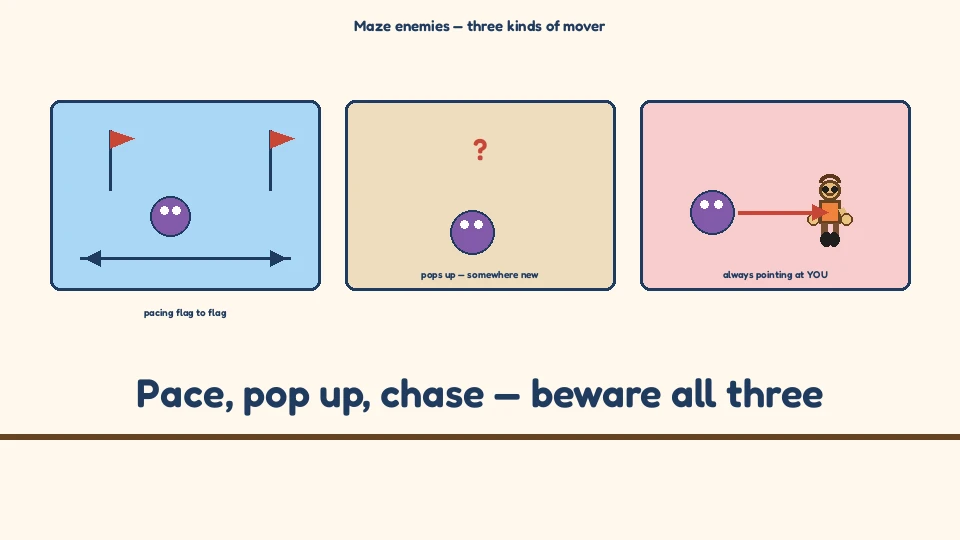 Maze enemies — three kinds of mover
?
pops up — somewhere new
always pointing at YOU
pacing flag to flag
Pace, pop up, chase — beware all three